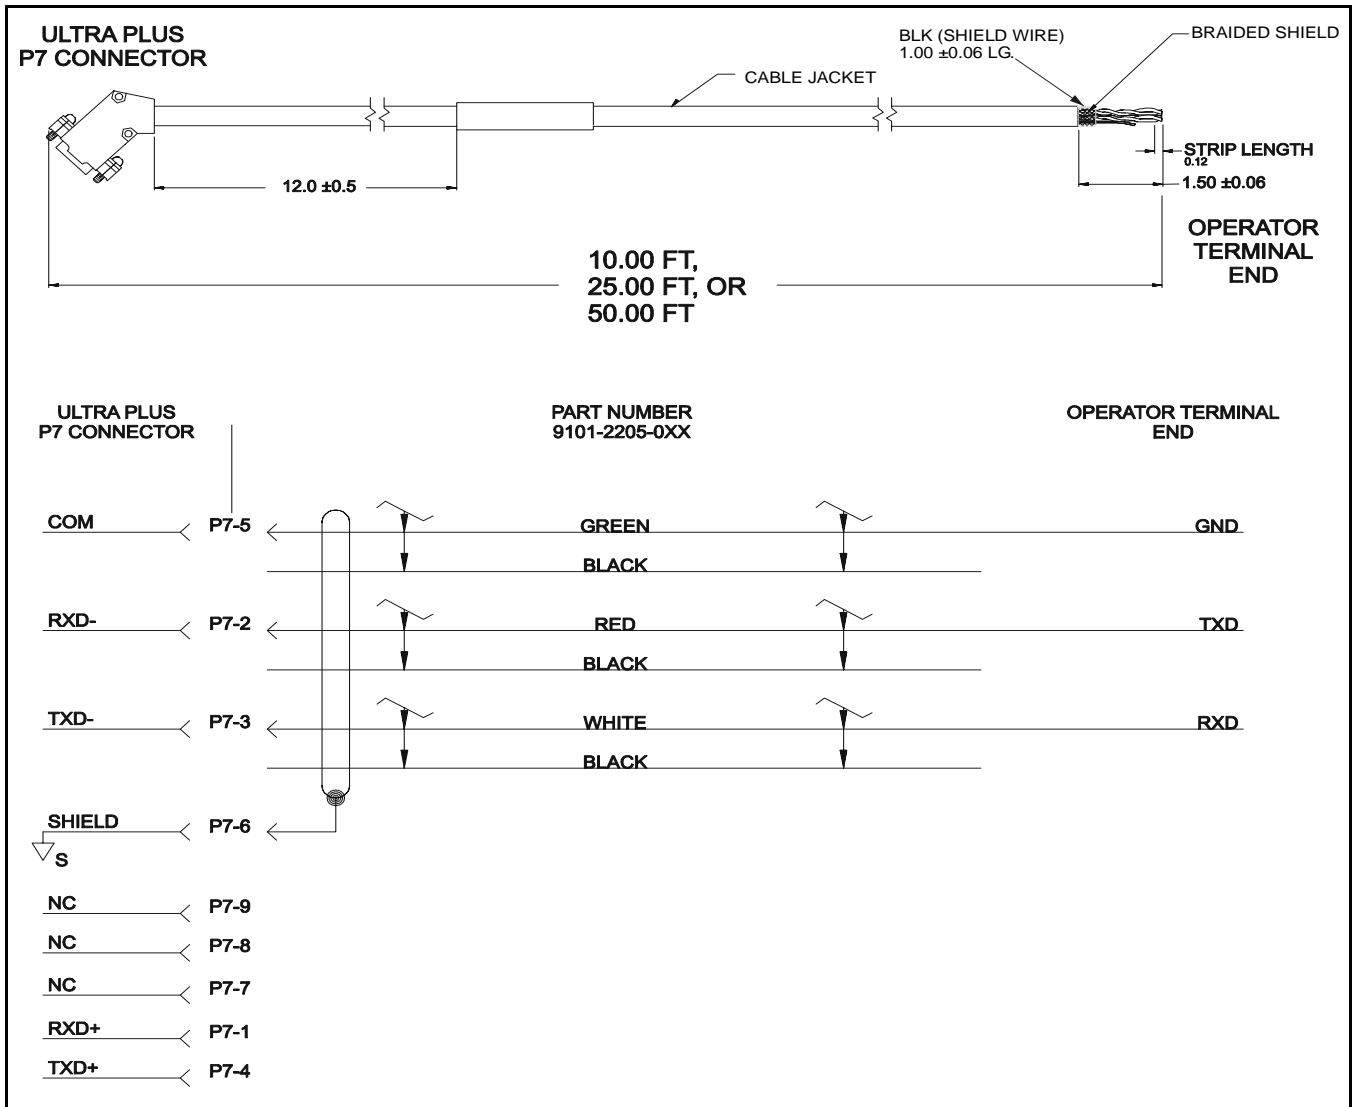 ULTRA PLUS
P7 CONNECTOR
BLK (SHIELD WIRE)
1.00 ±0.06 LG.
BRAIDED SHIELD
CABLE JACKET
STRIP LENGTH
0.12
12.0 ±0.5
1.50 ±0.06
OPERATOR
TERMINAL
END
10.00 FT,
25.00 FT, OR
50.00 FT
ULTRA PLUS
P7 CONNECTOR
PART NUMBER
9101-2205-0XX
OPERATOR TERMINAL
END
COM P7-5 GREEN GND
BLACK
RXD- P7-2 RED TXD
BLACK
TXD- P7-3 WHITE RXD
BLACK
SHIELD P7-6
S
NC P7-9
NC P7-8
NC P7-7
RXD+ P7-1
TXD+ P7-4